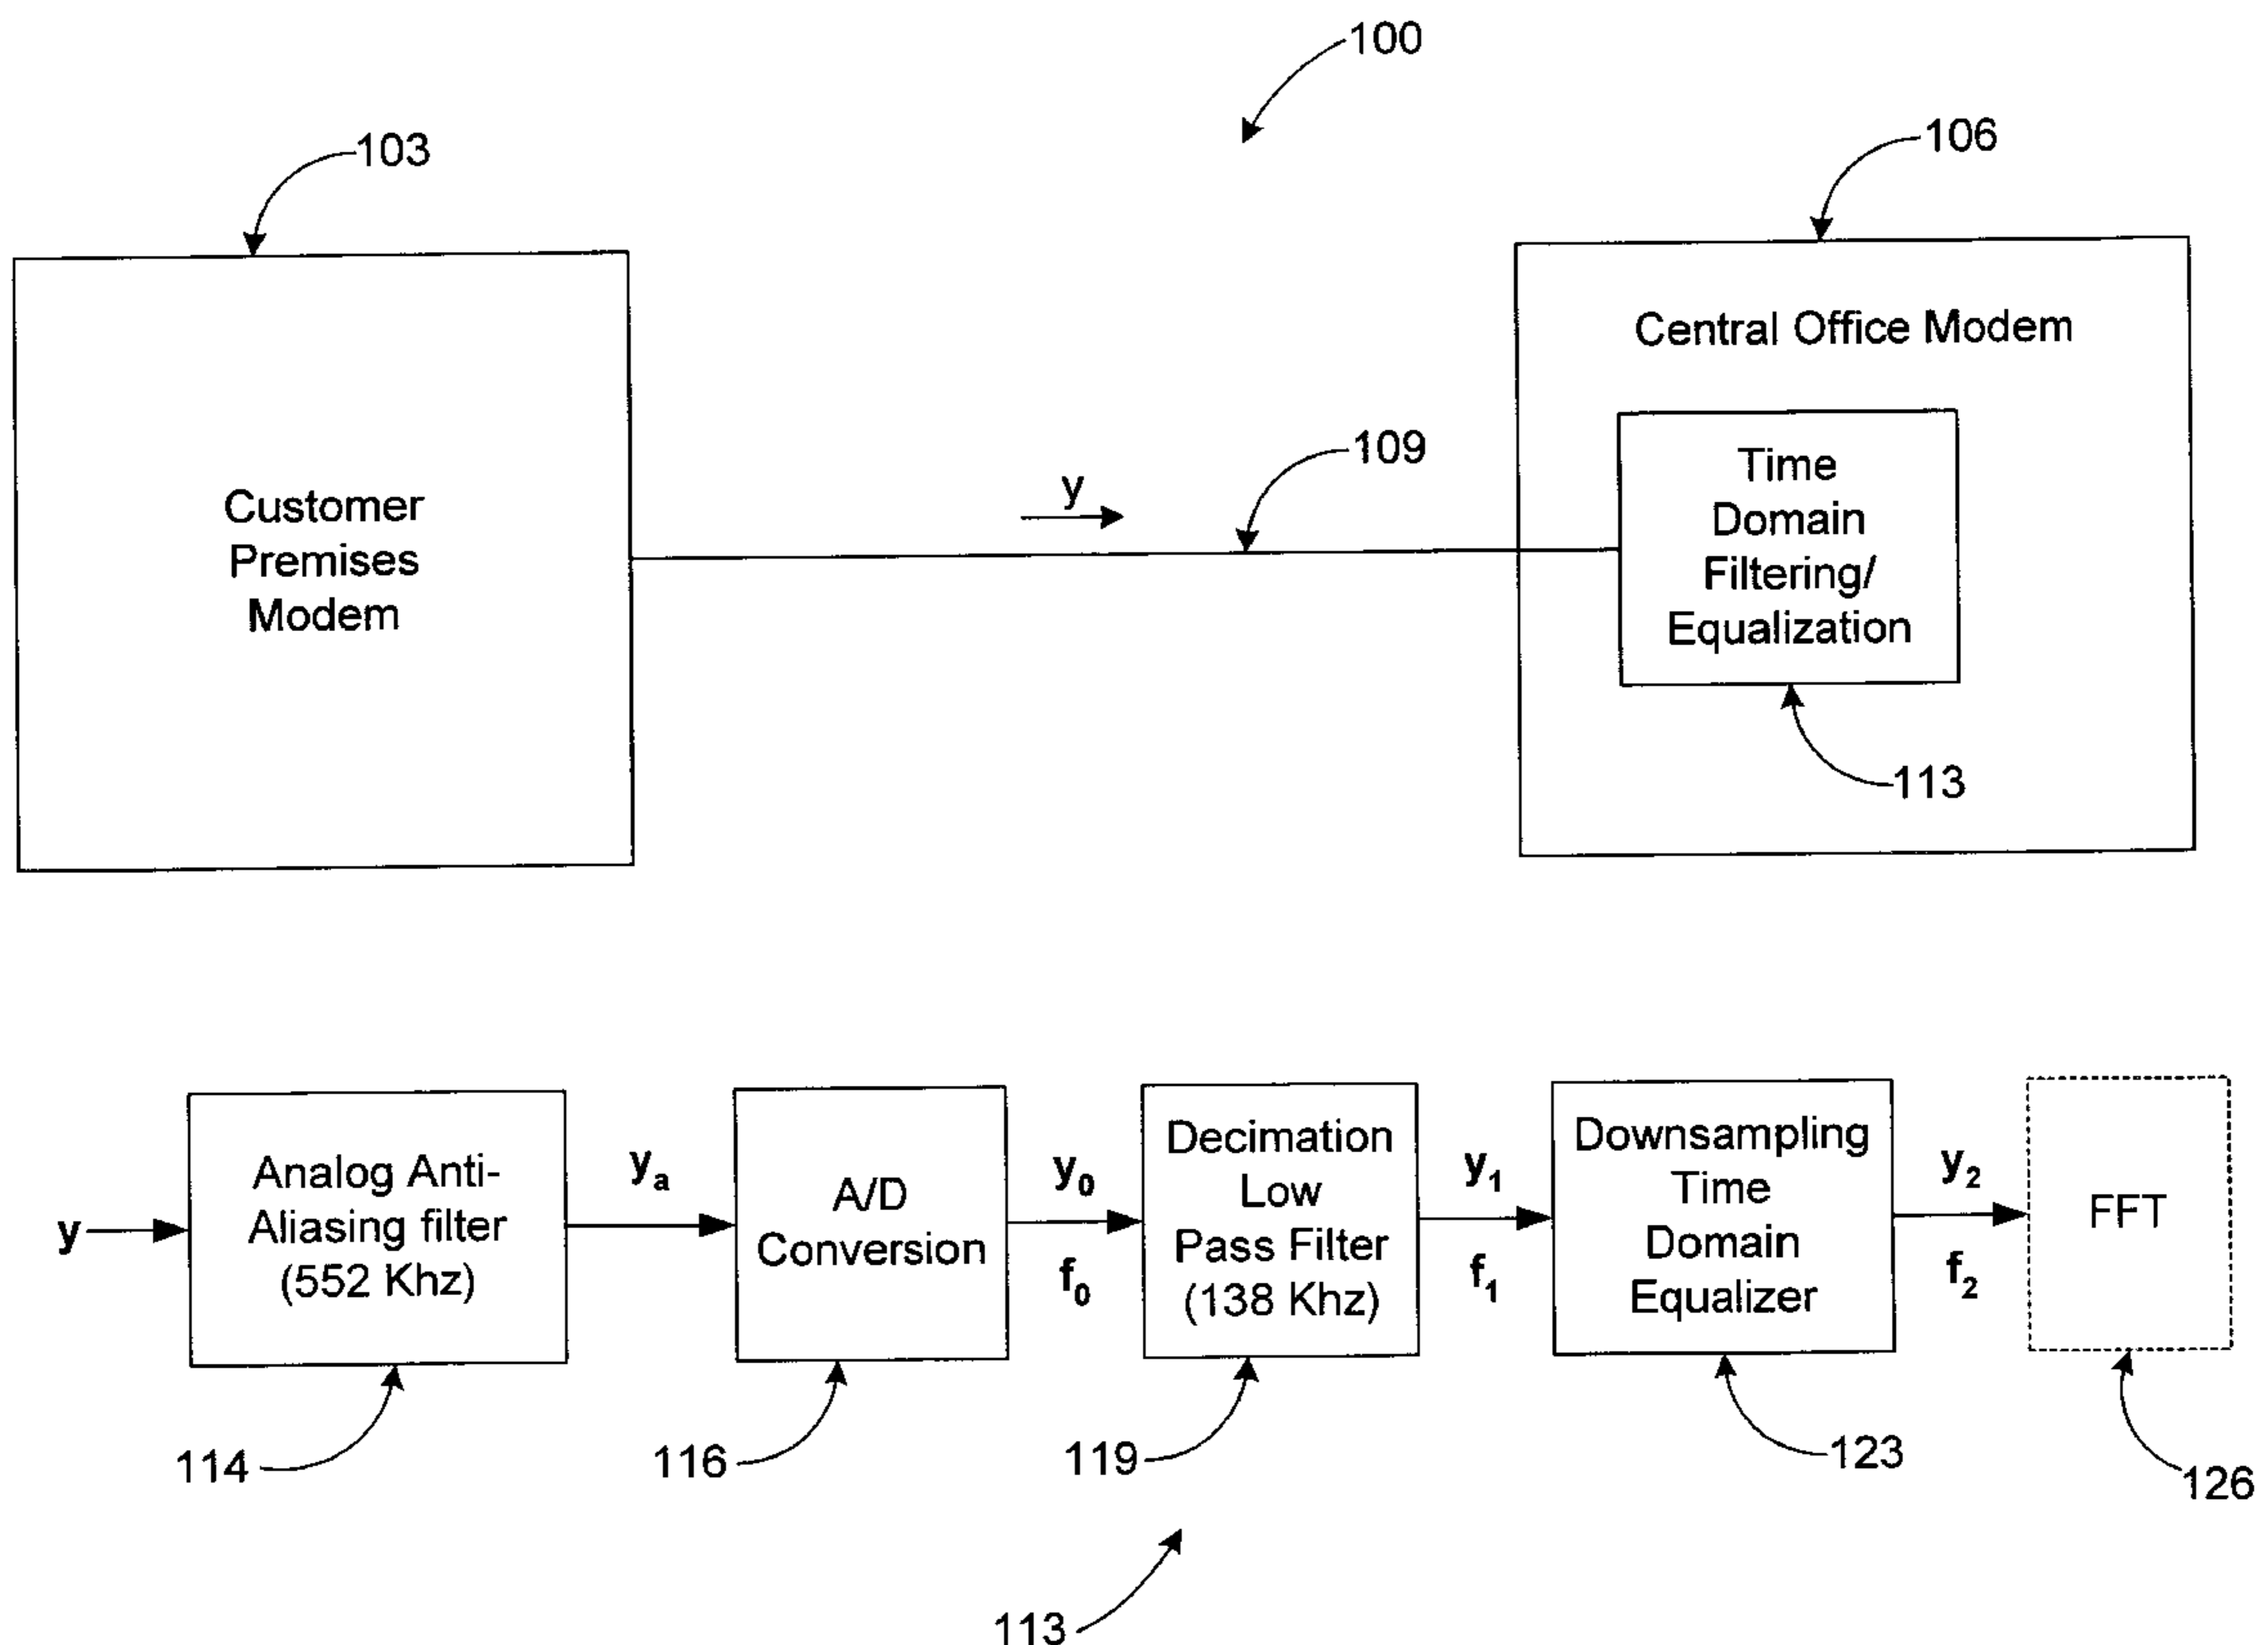 100
103
106
Central Office Modem
Customer
Premises
Modem
y
109
Time
Domain
Filtering/
Equalization
113
y
Analog Anti-
Aliasing filter
(552 Khz)
yₐ
A/D
Conversion
y₀
f₀
Decimation
Low
Pass Filter
(138 Khz)
y₁
f₁
Downsampling
Time
Domain
Equalizer
y₂
f₂
FFT
114
116
119
123
126
113